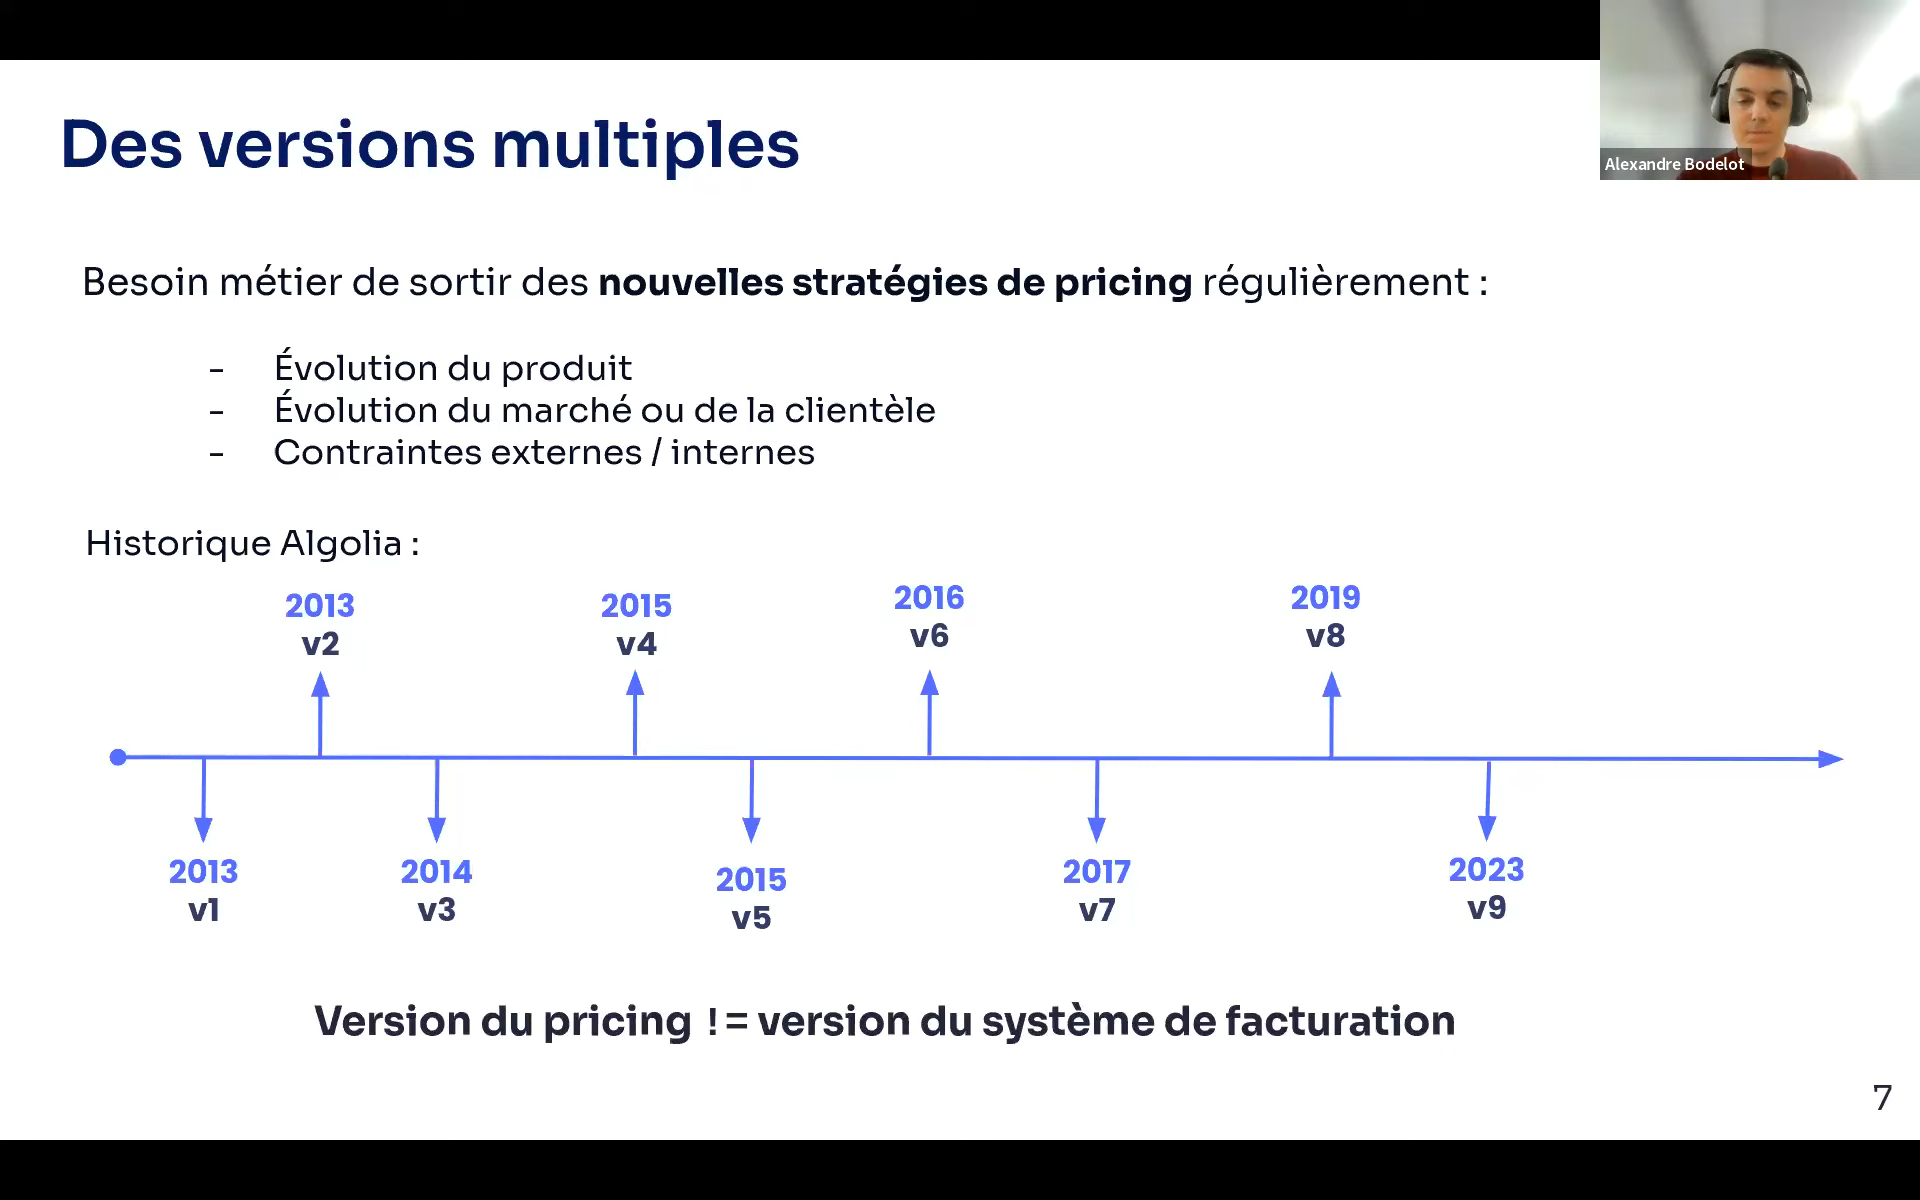 Des versions multiples
Alexandre Bodelot
Besoin métier de sortir des nouvelles stratégies de pricing régulièrement :
- Évolution du produit
- Évolution du marché ou de la clientèle
- Contraintes externes / internes
Historique Algolia :
2013
v2
2015
v4
2016
v6
2019
v8
2013
v1
2014
v3
2015
v5
2017
v7
2023
v9
Version du pricing != version du système de facturation
7